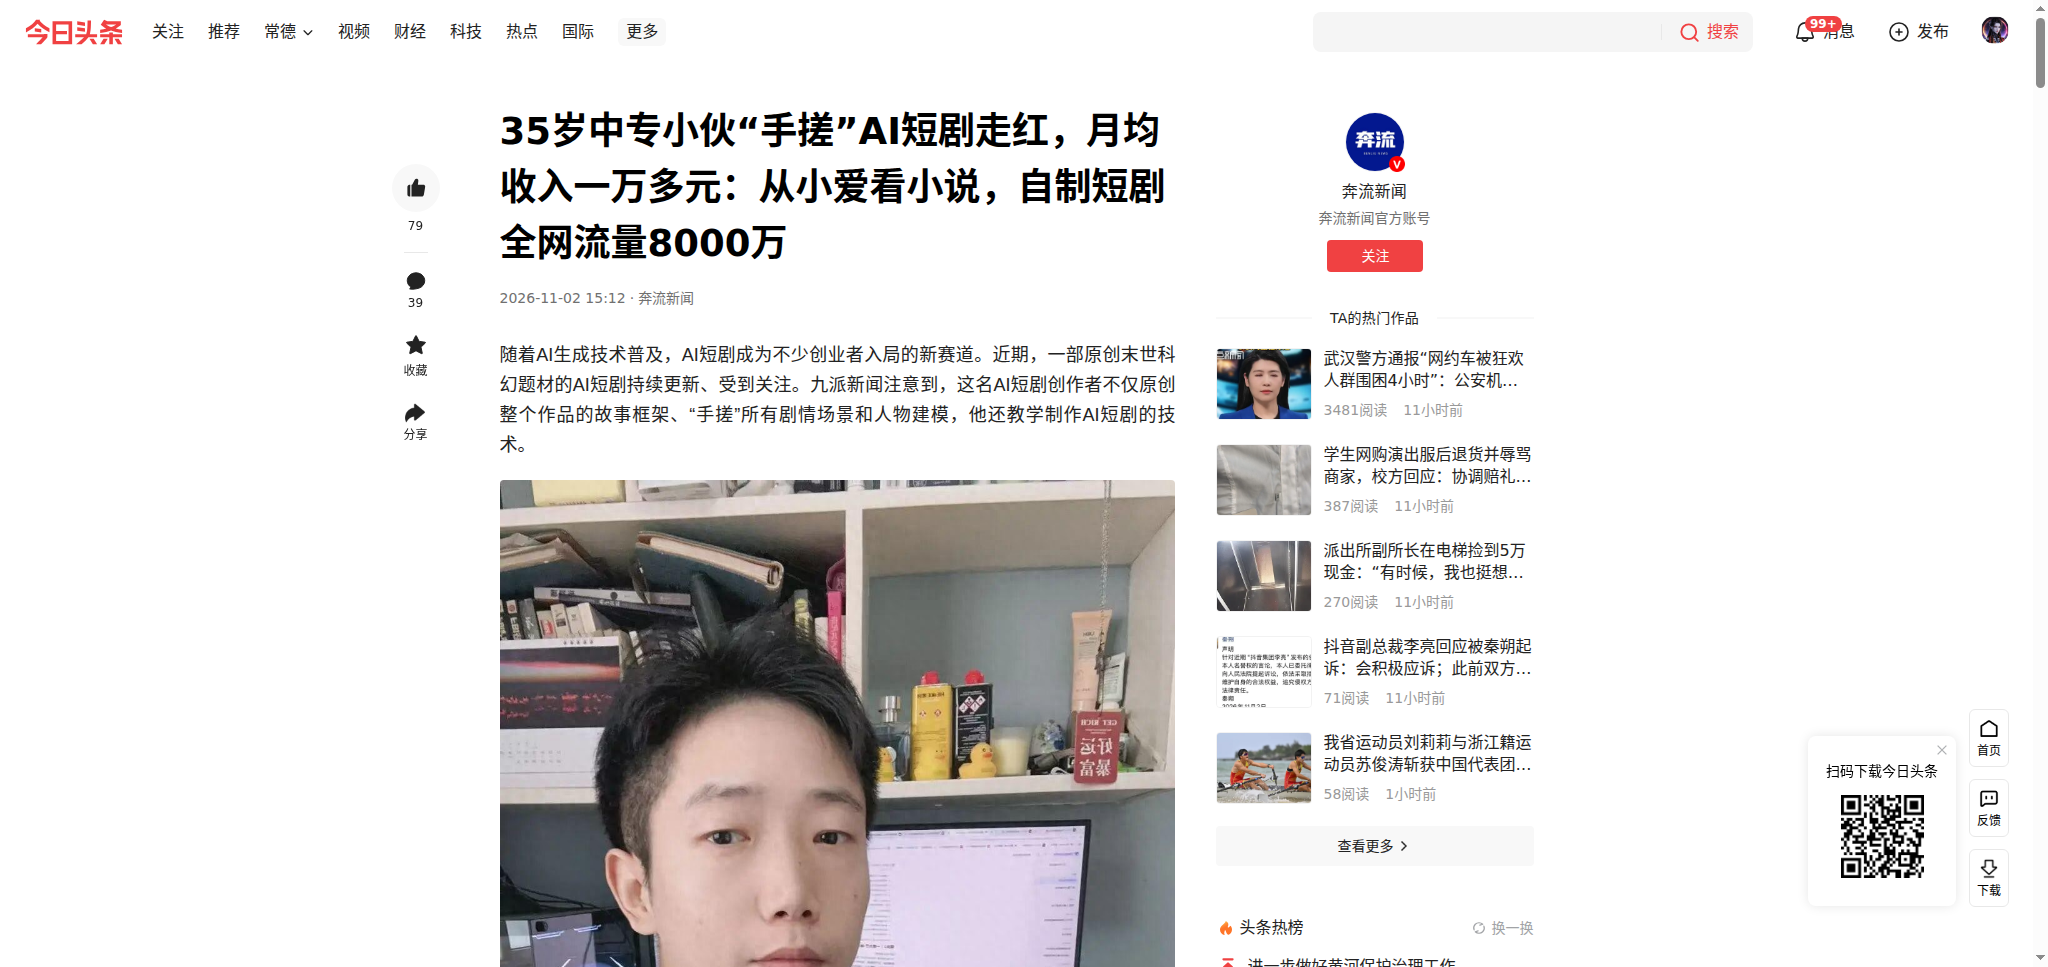 今日头条
关注
推荐
常德
视频
财经
科技
热点
国际
更多
搜索
99+
消息
发布
35岁中专小伙“手搓”AI短剧走红，月均
收入一万多元：从小爱看小说，自制短剧
全网流量8000万
2026-11-02 15:12 · 奔流新闻
79
39
收藏
分享
随着AI生成技术普及，AI短剧成为不少创业者入局的新赛道。近期，一部原创末世科
幻题材的AI短剧持续更新、受到关注。九派新闻注意到，这名AI短剧创作者不仅原创
整个作品的故事框架、“手搓”所有剧情场景和人物建模，他还教学制作AI短剧的技
术。
GET RICH
好运
暴富
奔流
V
奔流新闻
奔流新闻官方账号
关注
TA的热门作品
武汉警方通报“网约车被狂欢
人群围困4小时”：公安机...
3481阅读
11小时前
学生网购演出服后退货并辱骂
商家，校方回应：协调赔礼...
387阅读
11小时前
派出所副所长在电梯捡到5万
现金：“有时候，我也挺想...
270阅读
11小时前
声明
抖音副总裁李亮回应被秦朔起
诉：会积极应诉；此前双方...
71阅读
11小时前
我省运动员刘莉莉与浙江籍运
动员苏俊涛斩获中国代表团...
58阅读
1小时前
查看更多
头条热榜
换一换
进一步做好黄河保护治理工作
扫码下载今日头条
首页
反馈
下载